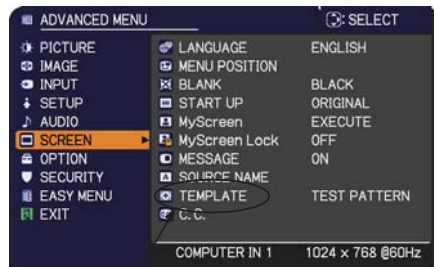 ADVANCED MENU : SELECT
PICTURE
IMAGE
INPUT
SETUP
AUDIO
SCREEN
OPTION
SECURITY
EASY MENU
EXIT
LANGUAGE ENGLISH
MENU POSITION
BLANK BLACK
START UP ORIGINAL
MyScreen EXECUTE
MyScreen Lock OFF
MESSAGE ON
SOURCE NAME
TEMPLATE TEST PATTERN
C.C.
COMPUTER IN 1 1024 x 768 @60Hz